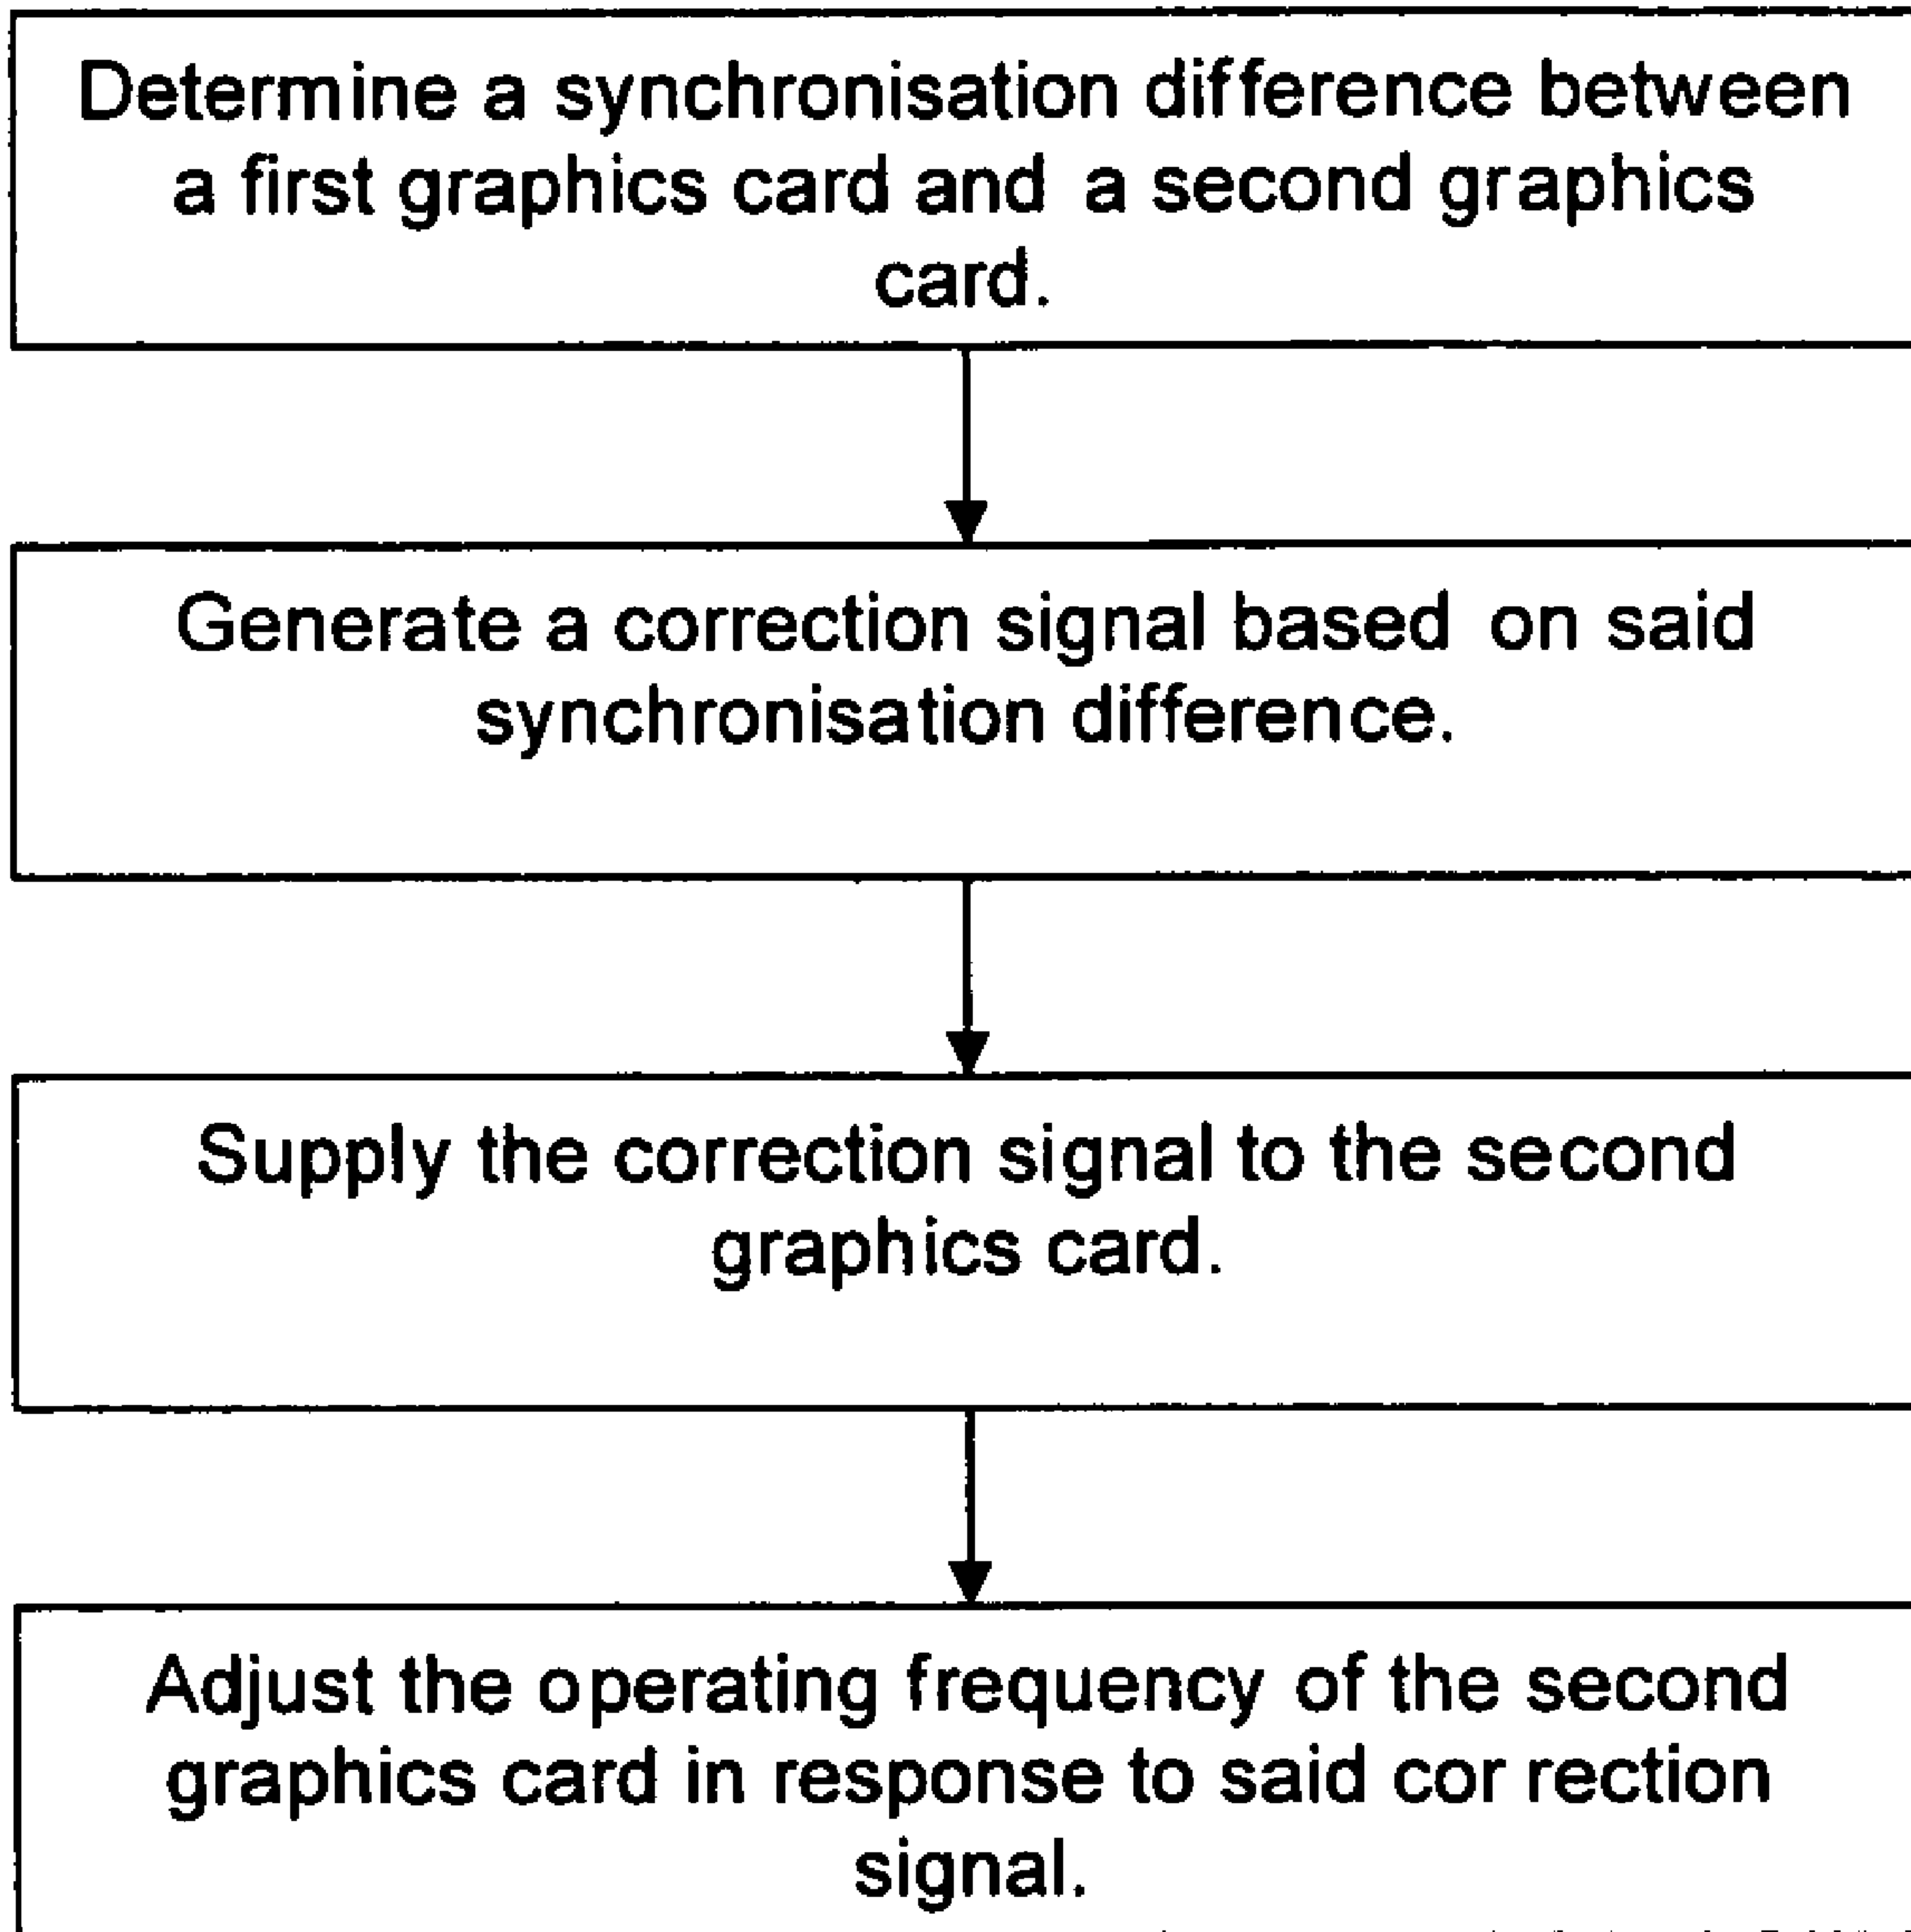 Determine a synchronisation difference between
a first graphics card and a second graphics
card.
Generate a correction signal based on said
synchronisation difference.
Supply the correction signal to the second
graphics card.
Adjust the operating frequency of the second
graphics card in response to said cor rection
signal.